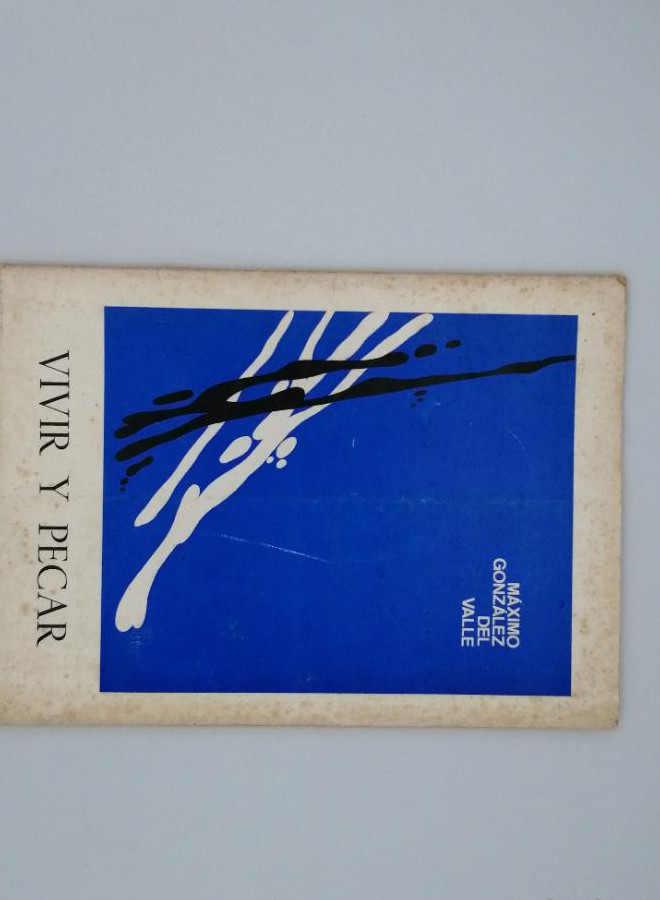 MÁXIMO
GONZÁLEZ
DEL
VALLE
VIVIR Y PECAR